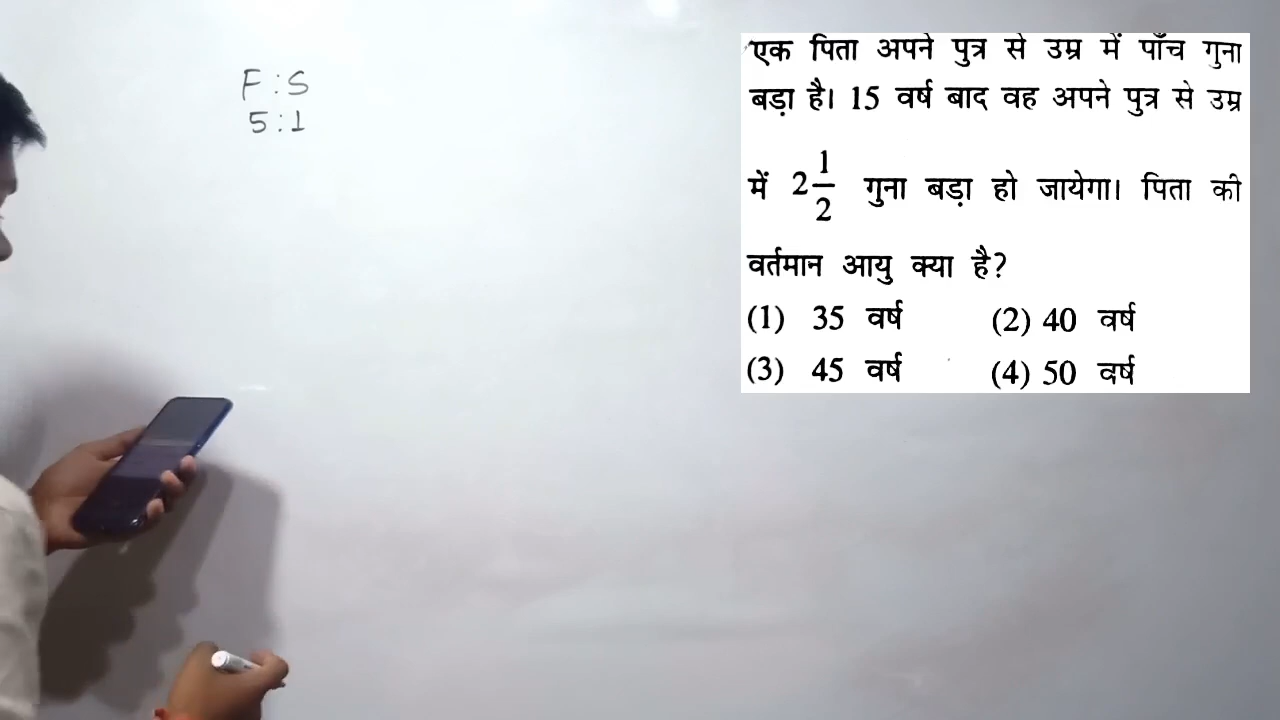 F : S
5 : 1
एक पिता अपने पुत्र से उम्र में पाँच गुना
बड़ा है। 15 वर्ष बाद वह अपने पुत्र से उम्र
में 2 1/2 गुना बड़ा हो जायेगा। पिता की
वर्तमान आयु क्या है?
(1) 35 वर्ष (2) 40 वर्ष
(3) 45 वर्ष (4) 50 वर्ष